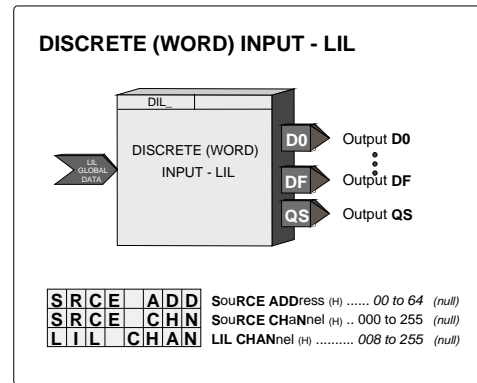 DISCRETE (WORD) INPUT - LIL
DIL_
LIL
GLOBAL
DATA
DISCRETE (WORD)
INPUT - LIL
D0 Output D0
DF Output DF
QS Output QS
SRCE ADD SouRCE ADDress (H) ...... 00 to 64 (null)
SRCE CHN SouRCE CHaNnel (H) .. 000 to 255 (null)
LIL CHAN LIL CHANnel (H) .......... 008 to 255 (null)